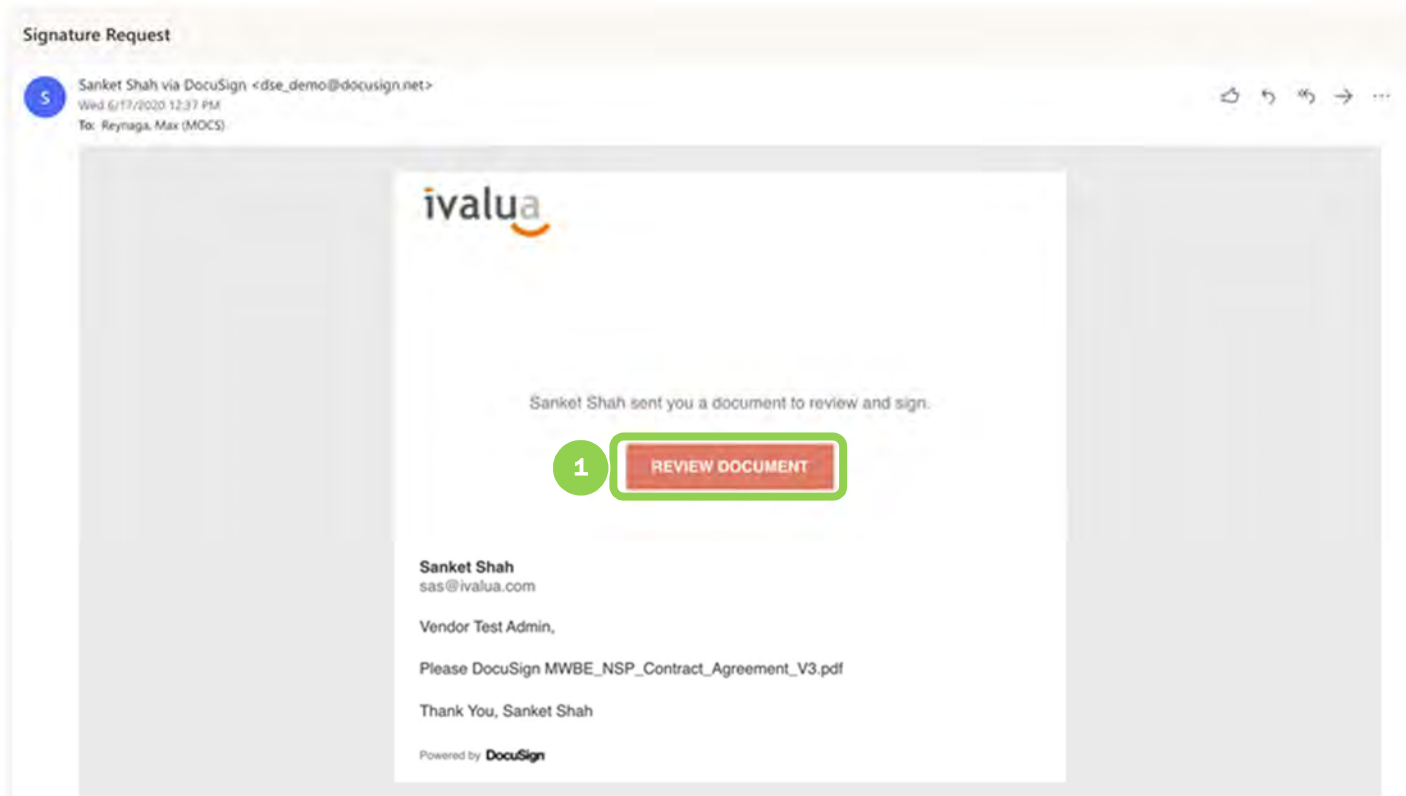 Signature Request
S
Sanket Shah via DocuSign <dse_demo@docusign.net>
Wed 6/17/2020 12:37 PM
To: Reynaga, Max (MOCS)
ivalua
Sanket Shah sent you a document to review and sign.
1
REVIEW DOCUMENT
Sanket Shah
sas@ivalua.com
Vendor Test Admin,
Please DocuSign MWBE_NSP_Contract_Agreement_V3.pdf
Thank You, Sanket Shah
Powered by DocuSign